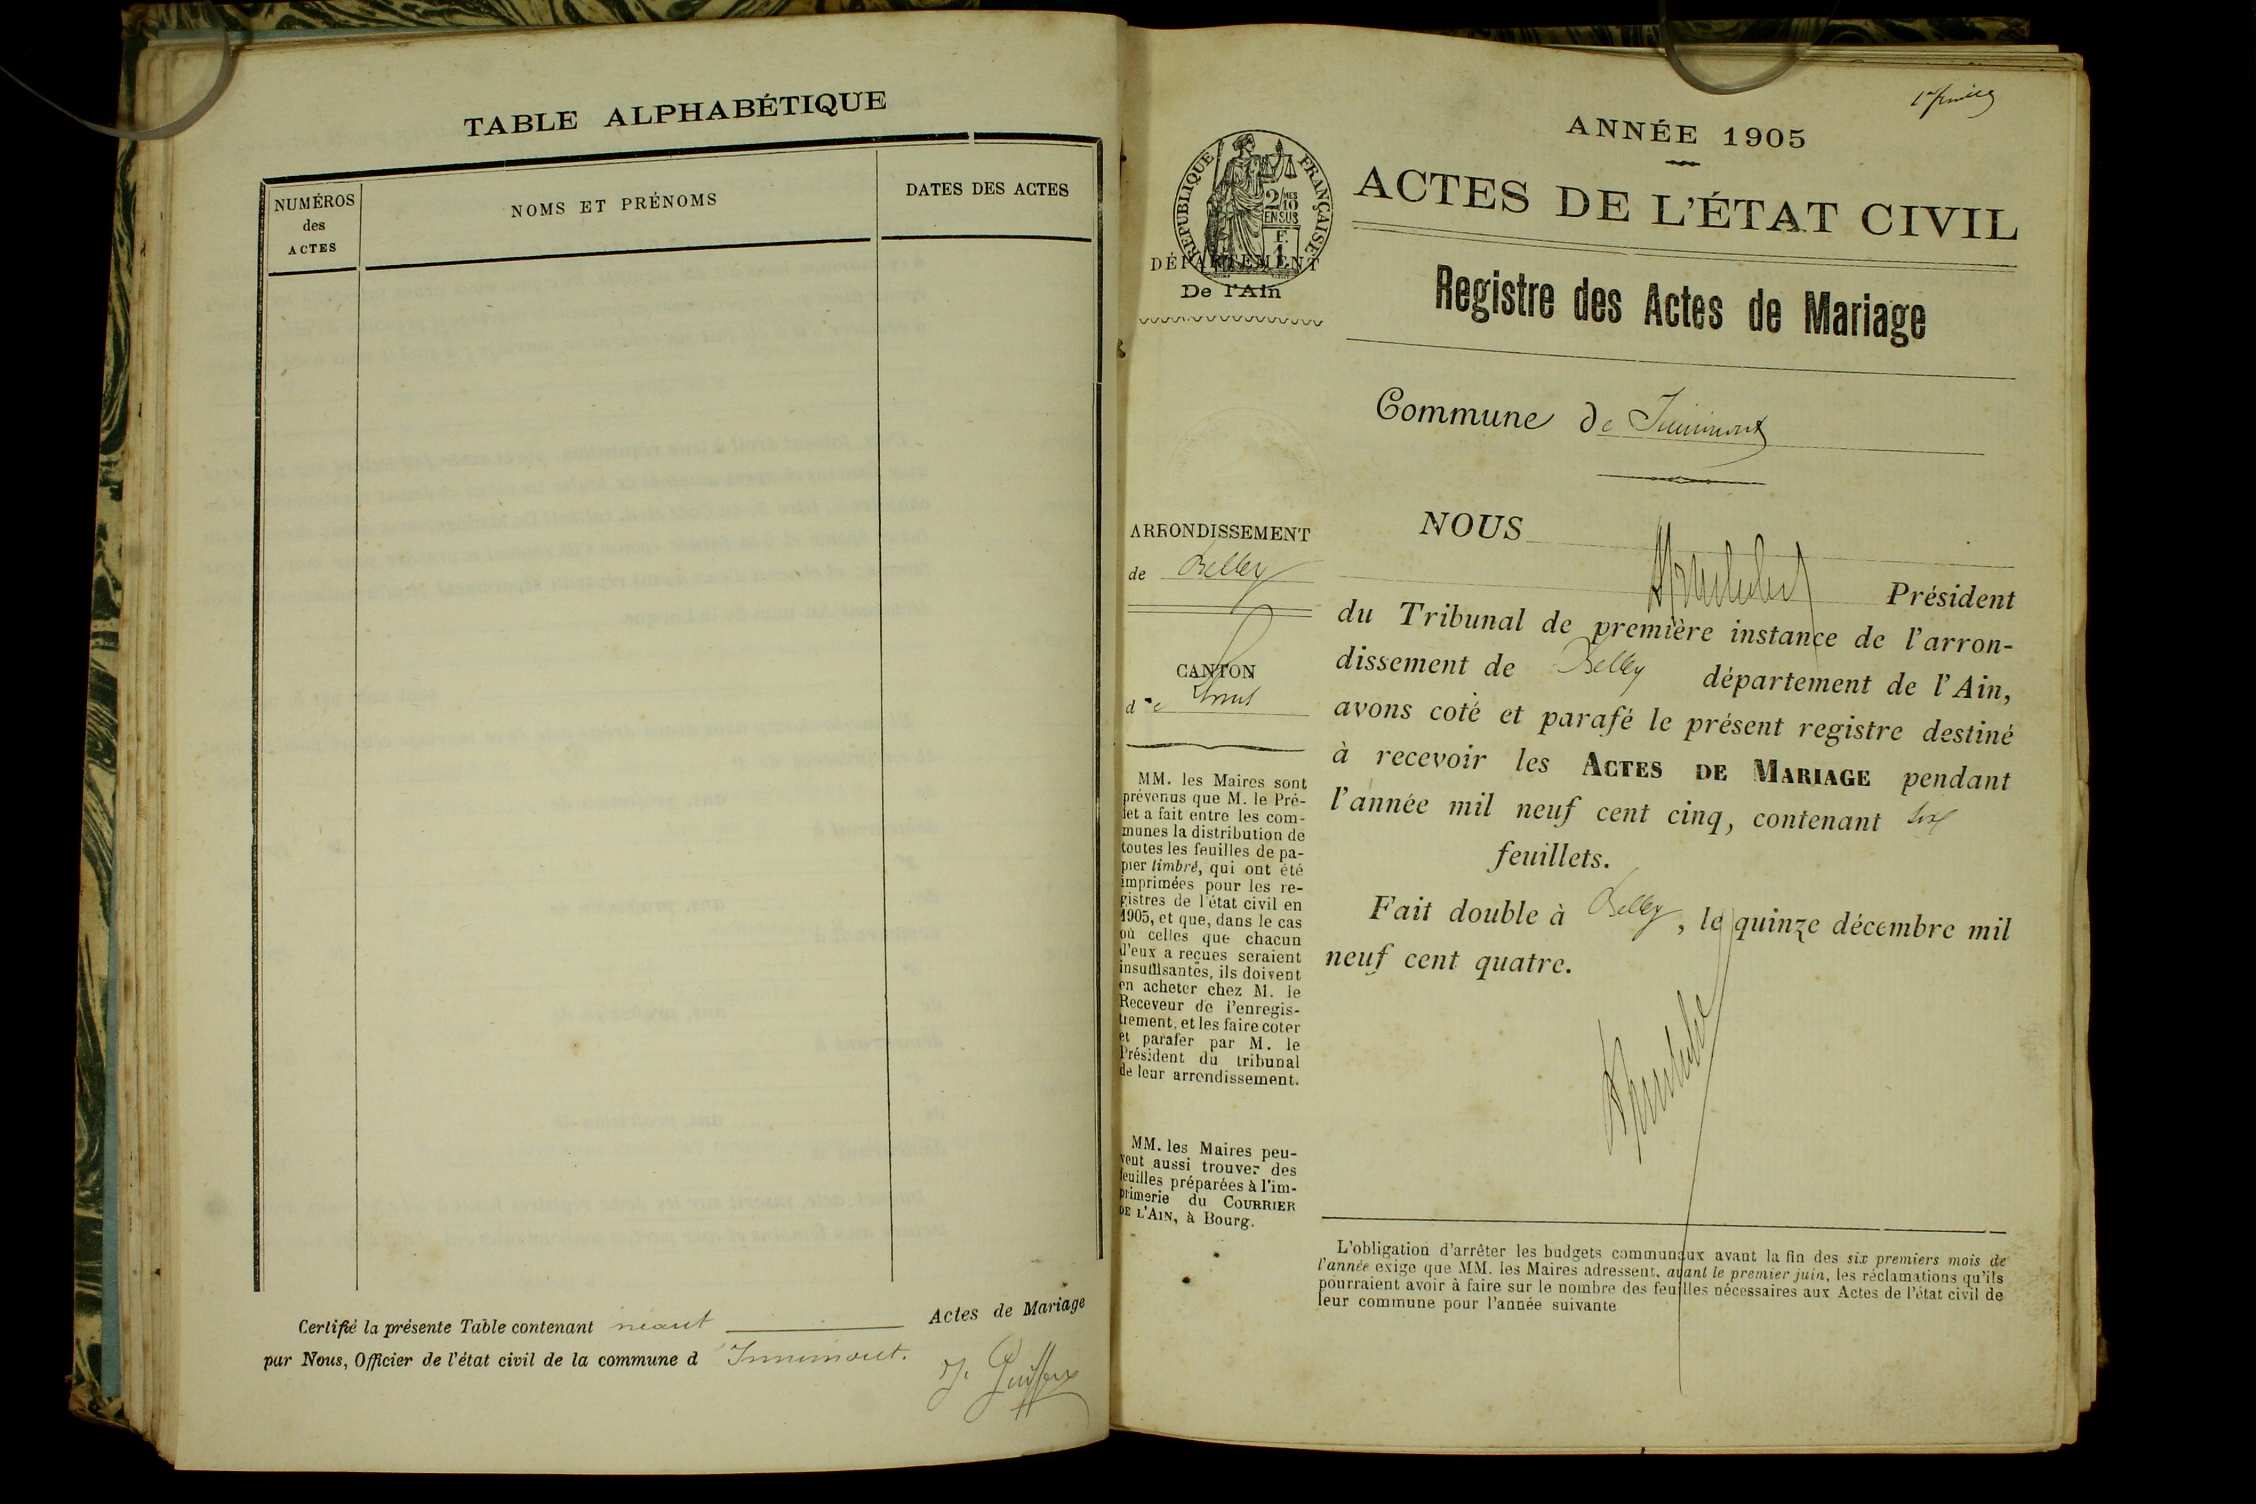 TABLE ALPHABÉTIQUE
NUMÉROS
des
ACTES
NOMS ET PRÉNOMS
DATES DES ACTES
Certifié la présente Table contenant néant Actes de Mariage
par Nous, Officier de l'état civil de la commune d'Innimont.
ANNÉE 1905
RÉPUBLIQUE FRANÇAISE
2/10MES
EN SUS
F.
1
ACTES DE L'ÉTAT CIVIL
DÉPARTEMENT
De l'Ain
Registre des Actes de Mariage
Commune de Innimont
ARRONDISSEMENT
de Belley
CANTON
de
MM. les Maires sont
prévenus que M. le Pré-
fet a fait entre les com-
munes la distribution de
toutes les feuilles de pa-
pier timbré, qui ont été
imprimées pour les re-
gistres de l'état civil en
1905, et que, dans le cas
où celles que chacun
d'eux a reçues seraient
insuffisantes, ils doivent
en acheter chez M. le
Receveur de l'enregis-
trement, et les faire coter
et parafer par M. le
Président du tribunal
de leur arrondissement.
MM. les Maires peu-
vent aussi trouver des
feuilles préparées à l'im-
primerie du COURRIER
DE L'AIN, à Bourg.
NOUS
Président
du Tribunal de première instance de l'arron-
dissement de Belley département de l'Ain,
avons coté et parafé le présent registre destiné
à recevoir les ACTES DE MARIAGE pendant
l'année mil neuf cent cinq, contenant six
feuillets.
Fait double à Belley, le quinze décembre mil
neuf cent quatre.
L'obligation d'arrêter les budgets communaux avant la fin des six premiers mois de
l'année exige que MM. les Maires adressent, avant le premier juin, les réclamations qu'ils
pourraient avoir à faire sur le nombre des feuilles nécessaires aux Actes de l'état civil de
leur commune pour l'année suivante